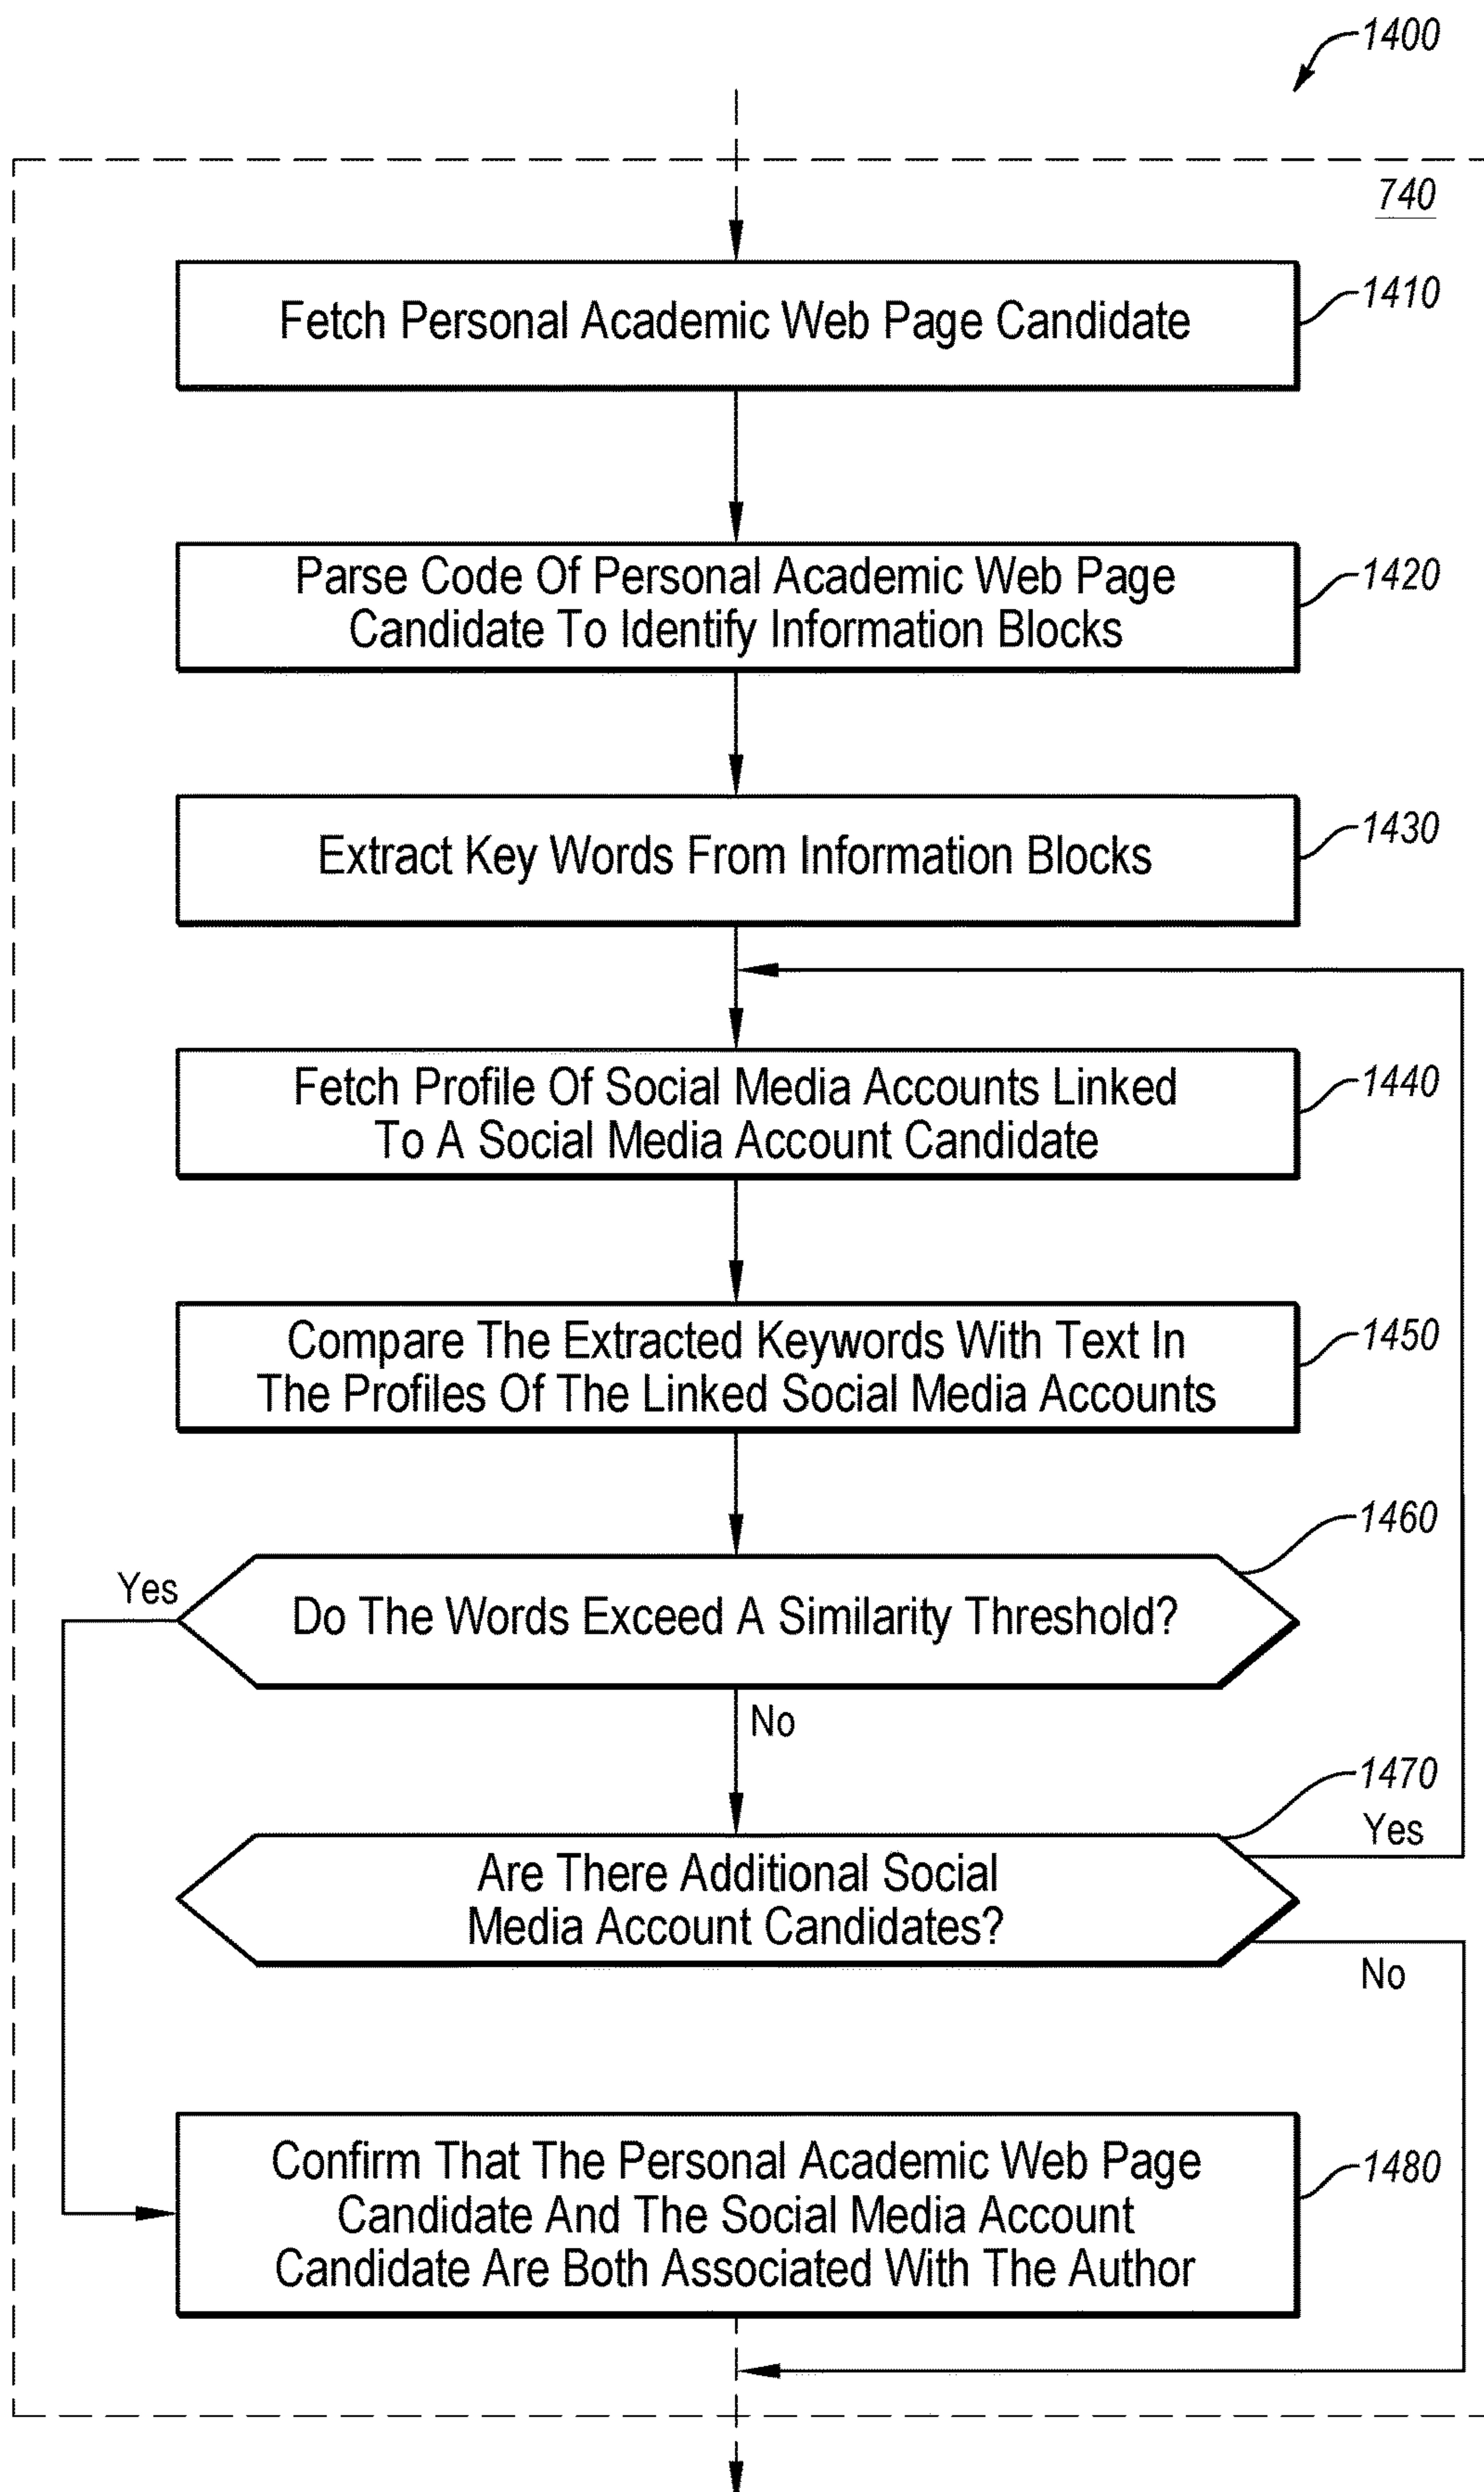 1400
740
Fetch Personal Academic Web Page Candidate
1410
Parse Code Of Personal Academic Web Page
Candidate To Identify Information Blocks
1420
Extract Key Words From Information Blocks
1430
Fetch Profile Of Social Media Accounts Linked
To A Social Media Account Candidate
1440
Compare The Extracted Keywords With Text In
The Profiles Of The Linked Social Media Accounts
1450
1460
Yes
Do The Words Exceed A Similarity Threshold?
No
1470
Yes
Are There Additional Social
Media Account Candidates?
No
Confirm That The Personal Academic Web Page
Candidate And The Social Media Account
Candidate Are Both Associated With The Author
1480